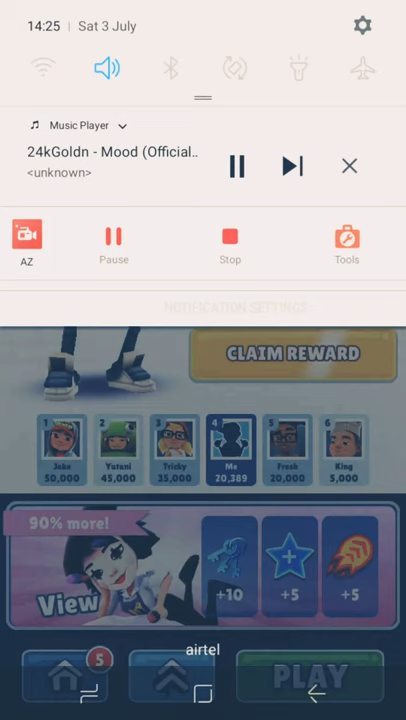 14:25 | Sat 3 July
Music Player
24kGoldn - Mood (Official..
<unknown>
AZ
Pause
Stop
Tools
NOTIFICATION SETTINGS
CLAIM REWARD
1 2 3 4 5 6
Jake Yutani Tricky Me Fresh King
50,000 45,000 35,000 20,389 20,000 5,000
90% more!
View
+10 +5 +5
airtel
5
PLAY